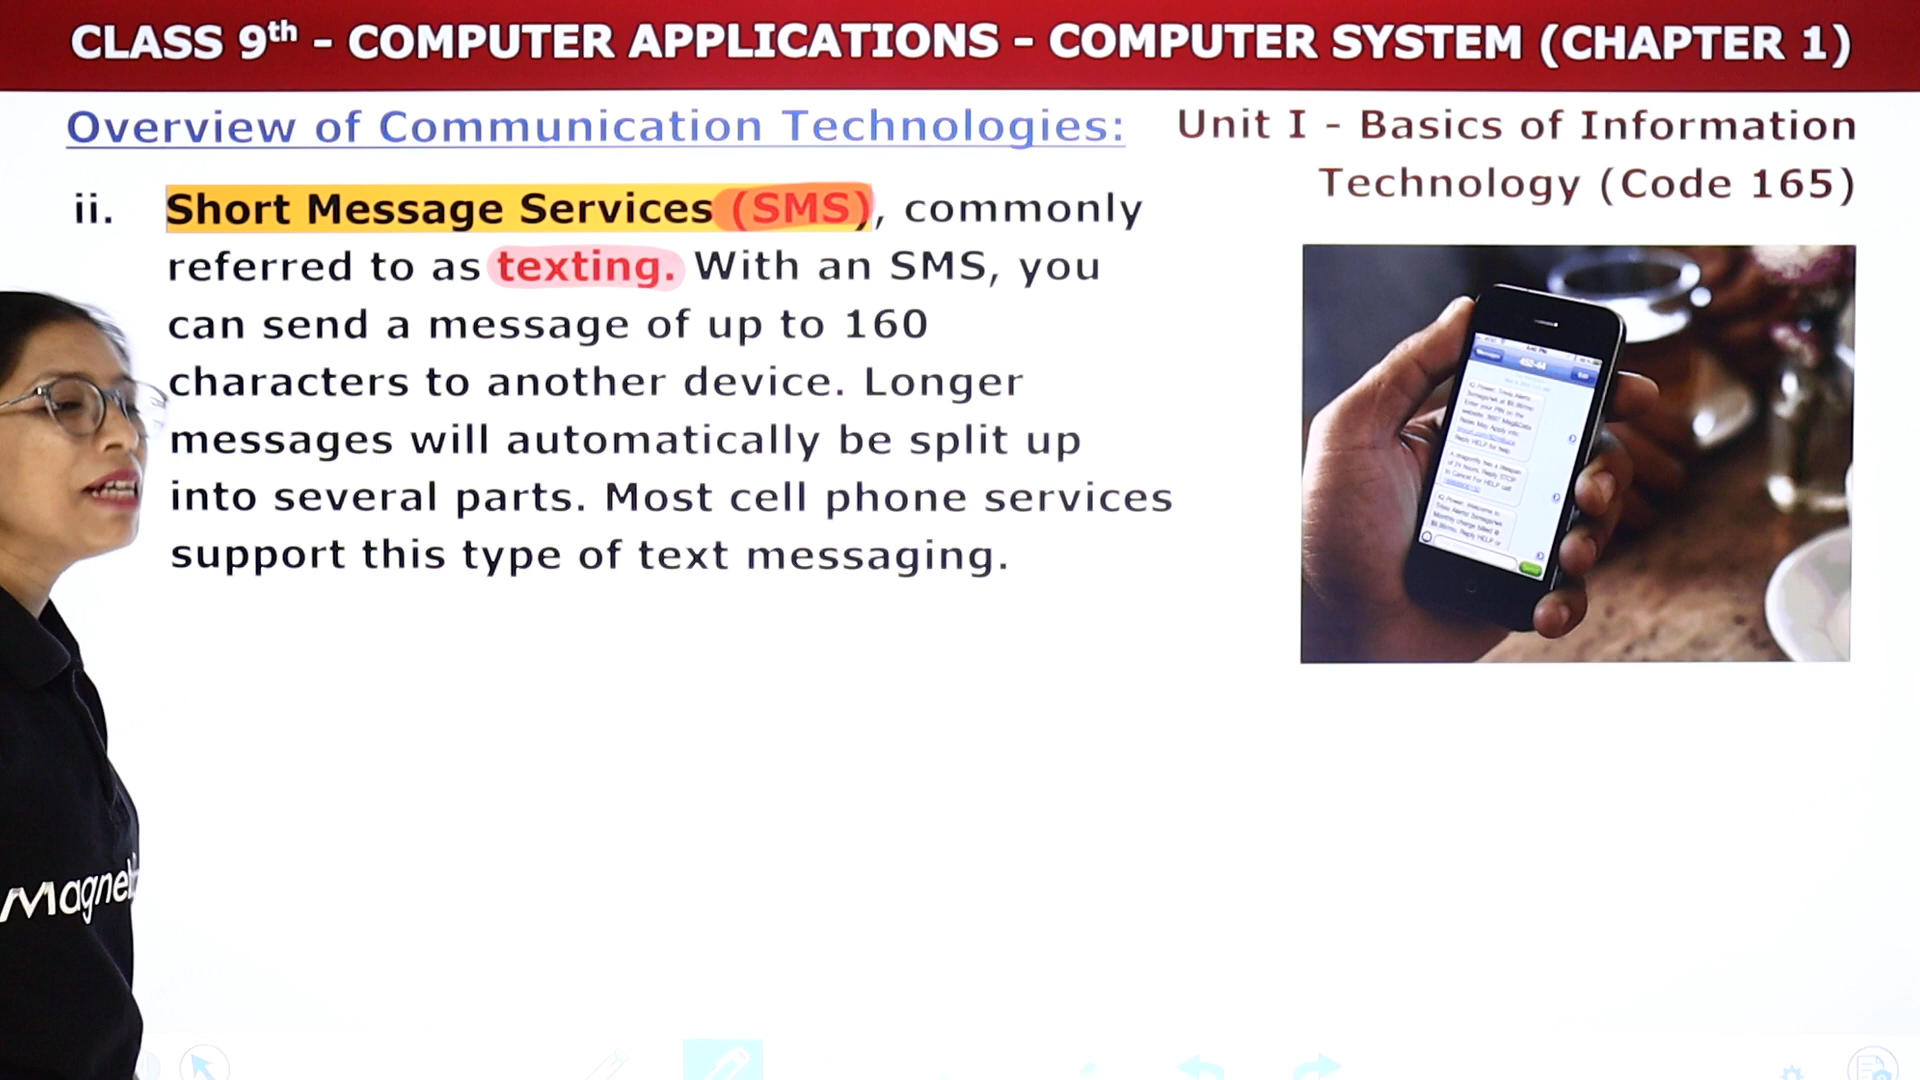 CLASS 9th - COMPUTER APPLICATIONS - COMPUTER SYSTEM (CHAPTER 1)
Overview of Communication Technologies:
Unit I - Basics of Information
Technology (Code 165)
ii. Short Message Services (SMS), commonly
referred to as texting. With an SMS, you
can send a message of up to 160
characters to another device. Longer
messages will automatically be split up
into several parts. Most cell phone services
support this type of text messaging.
Magnet